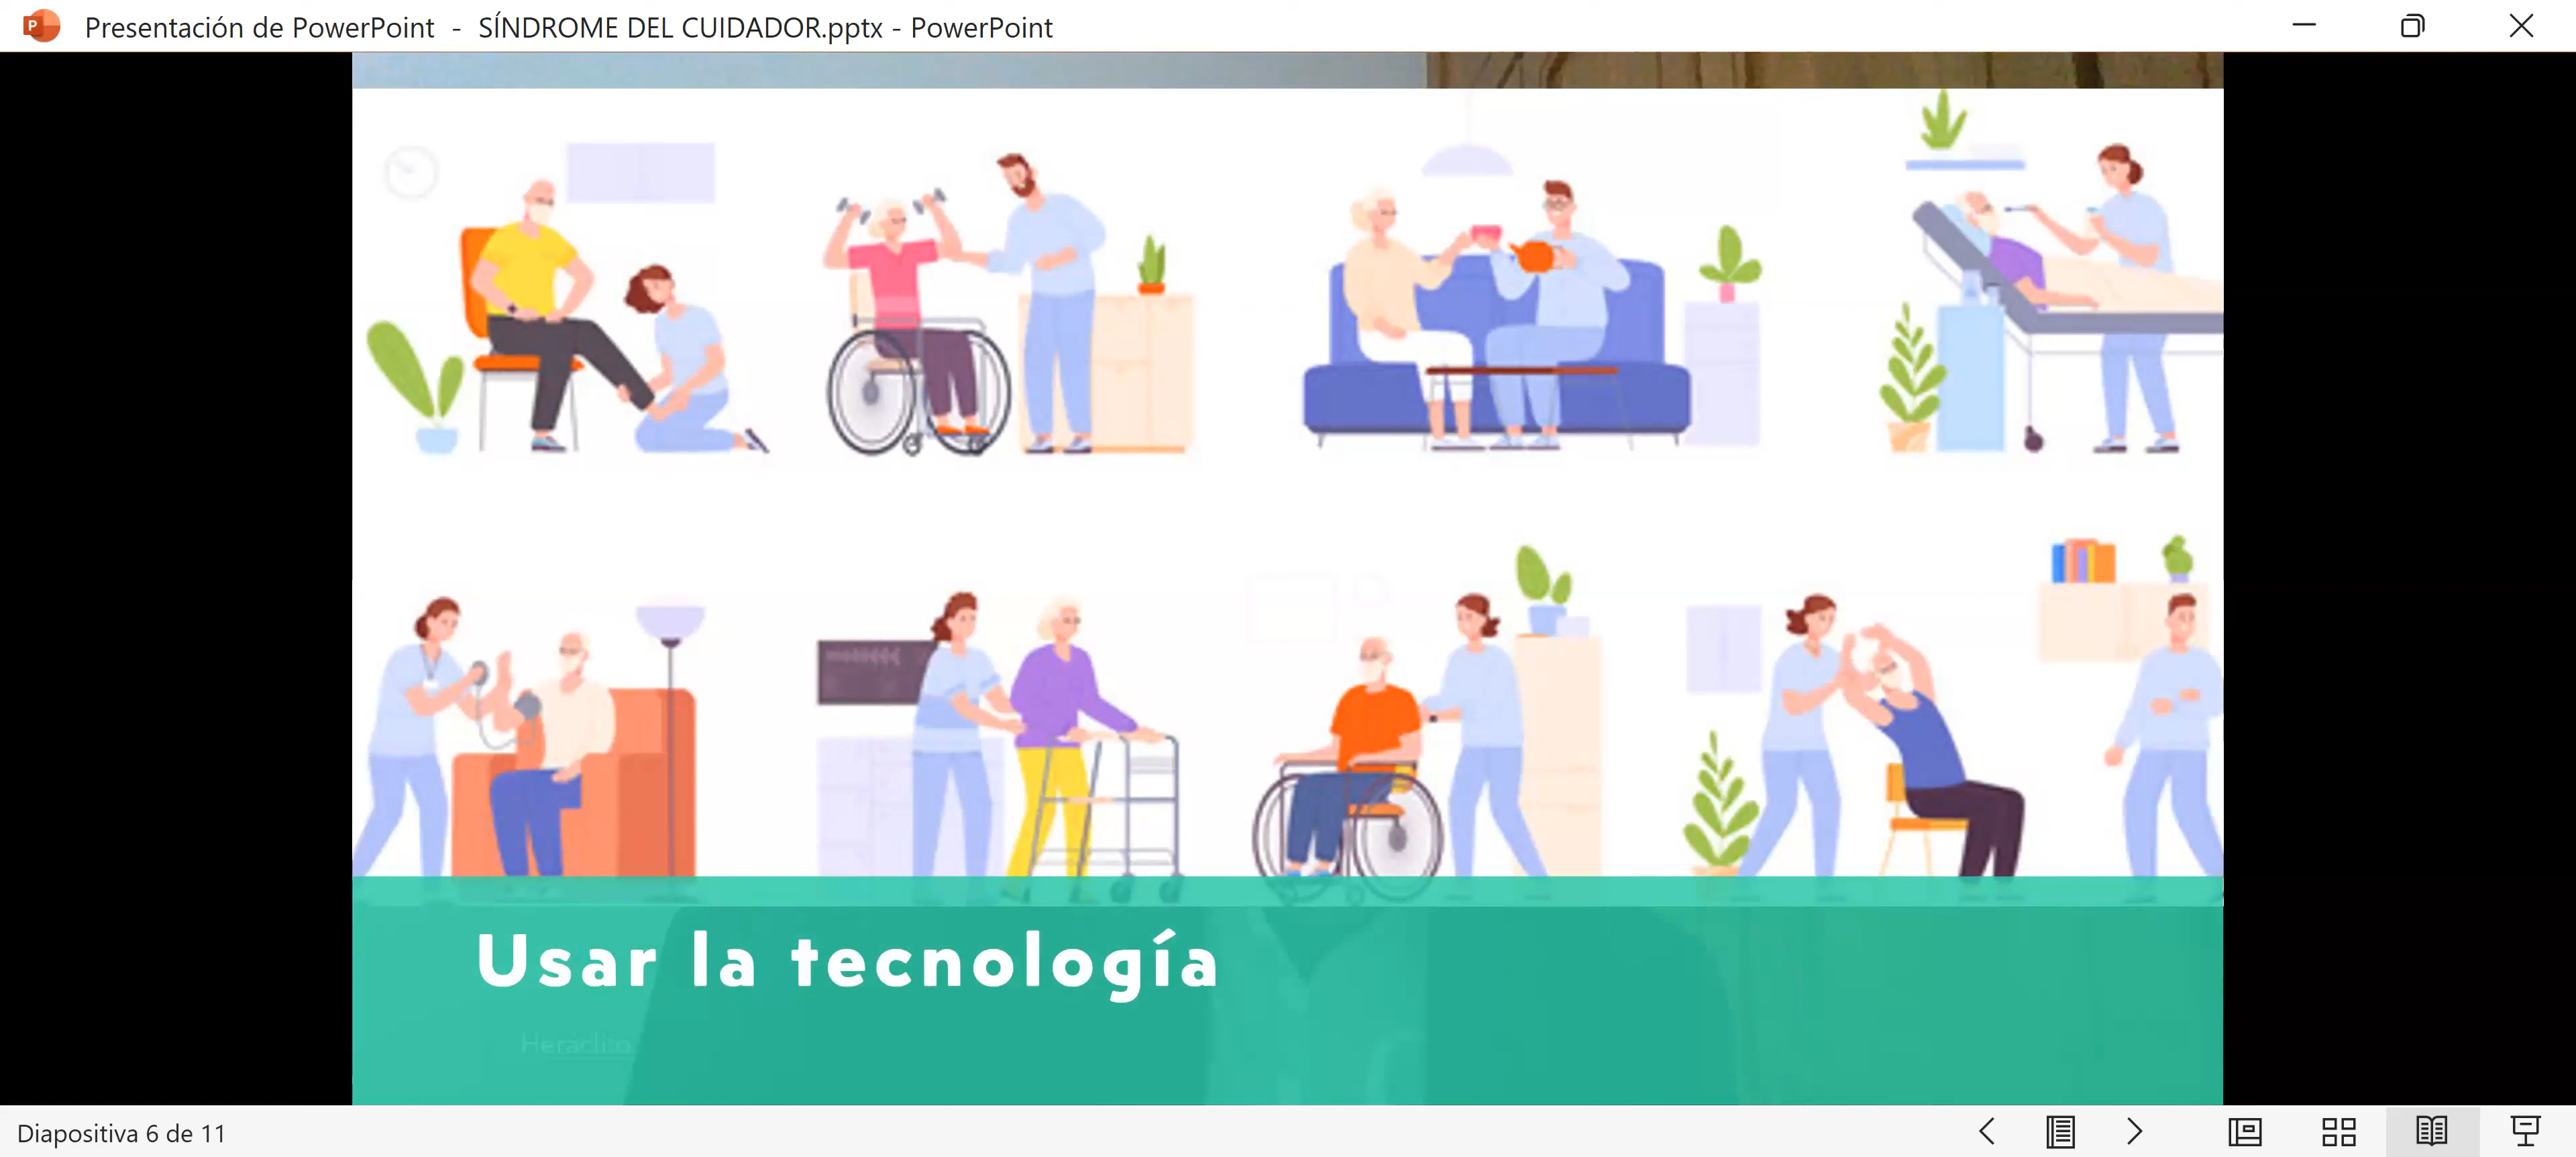 Presentación de PowerPoint - SÍNDROME DEL CUIDADOR.pptx - PowerPoint
Usar la tecnología
Heraclito
Diapositiva 6 de 11